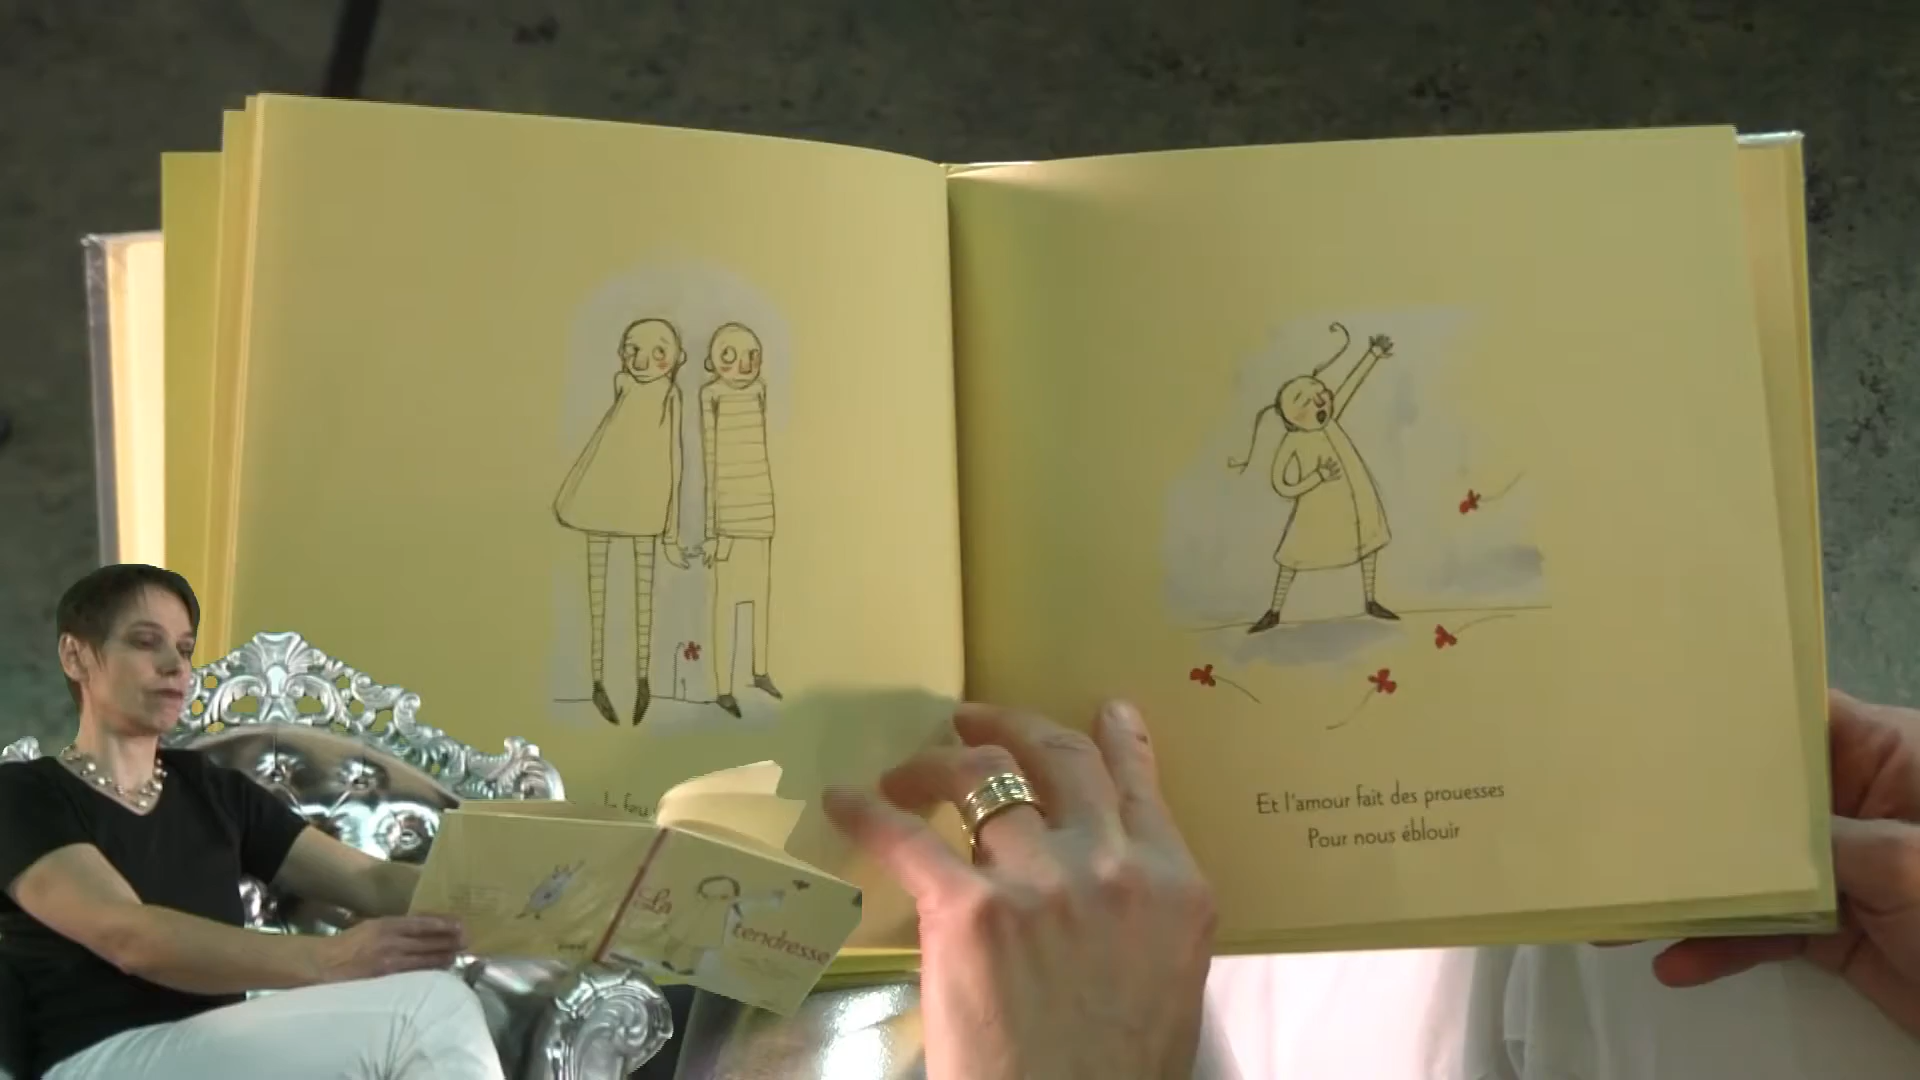 Et l'amour fait des prouesses
Pour nous éblouir
La
tendresse